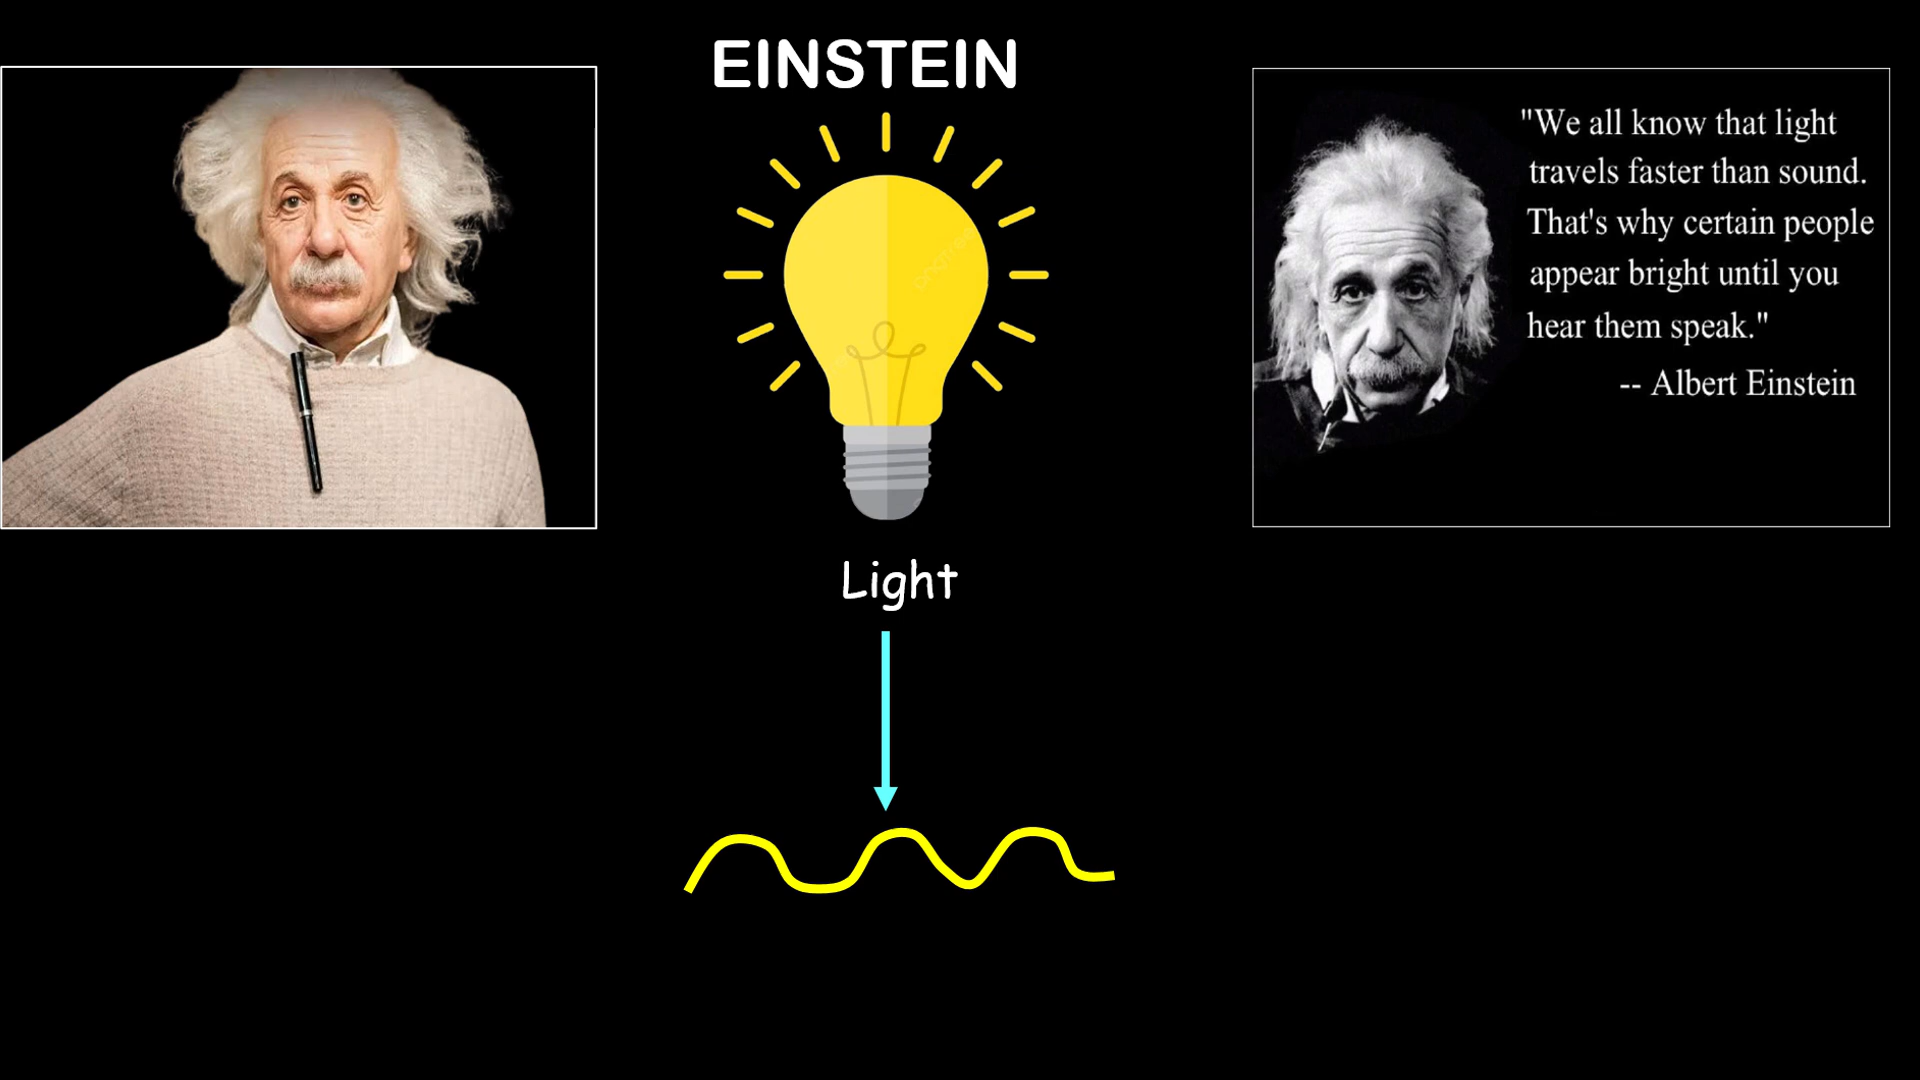 EINSTEIN
"We all know that light
travels faster than sound.
That's why certain people
appear bright until you
hear them speak."
-- Albert Einstein
Light